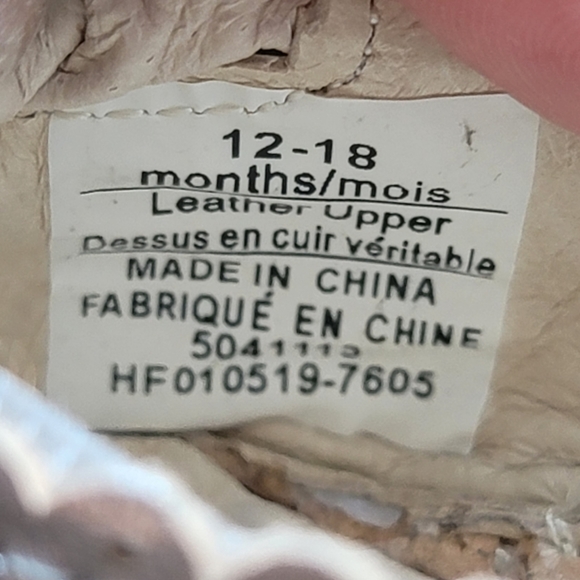 12-18
months/mois
Leather Upper
Dessus en cuir véritable
MADE IN CHINA
FABRIQUÉ EN CHINE
HF010519-7605